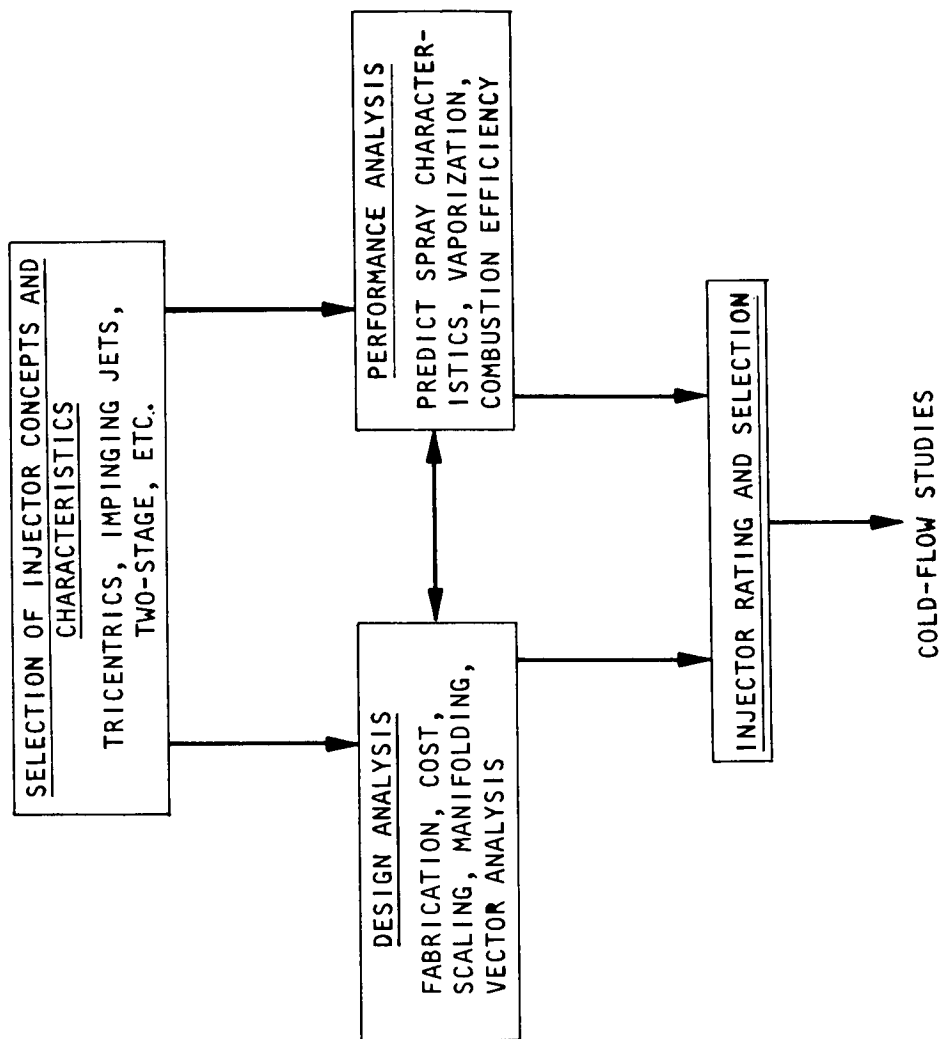 SELECTION OF INJECTOR CONCEPTS AND
CHARACTERISTICS
TRICENTRICS, IMPINGING JETS,
TWO-STAGE, ETC.
DESIGN ANALYSIS
FABRICATION, COST,
SCALING, MANIFOLDING,
VECTOR ANALYSIS
PERFORMANCE ANALYSIS
PREDICT SPRAY CHARACTER-
ISTICS, VAPORIZATION,
COMBUSTION EFFICIENCY
INJECTOR RATING AND SELECTION
COLD-FLOW STUDIES